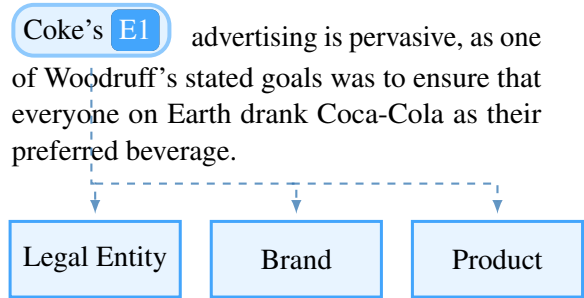 Coke's E1 advertising is pervasive, as one
of Woodruff's stated goals was to ensure that
everyone on Earth drank Coca-Cola as their
preferred beverage.
Legal Entity Brand Product